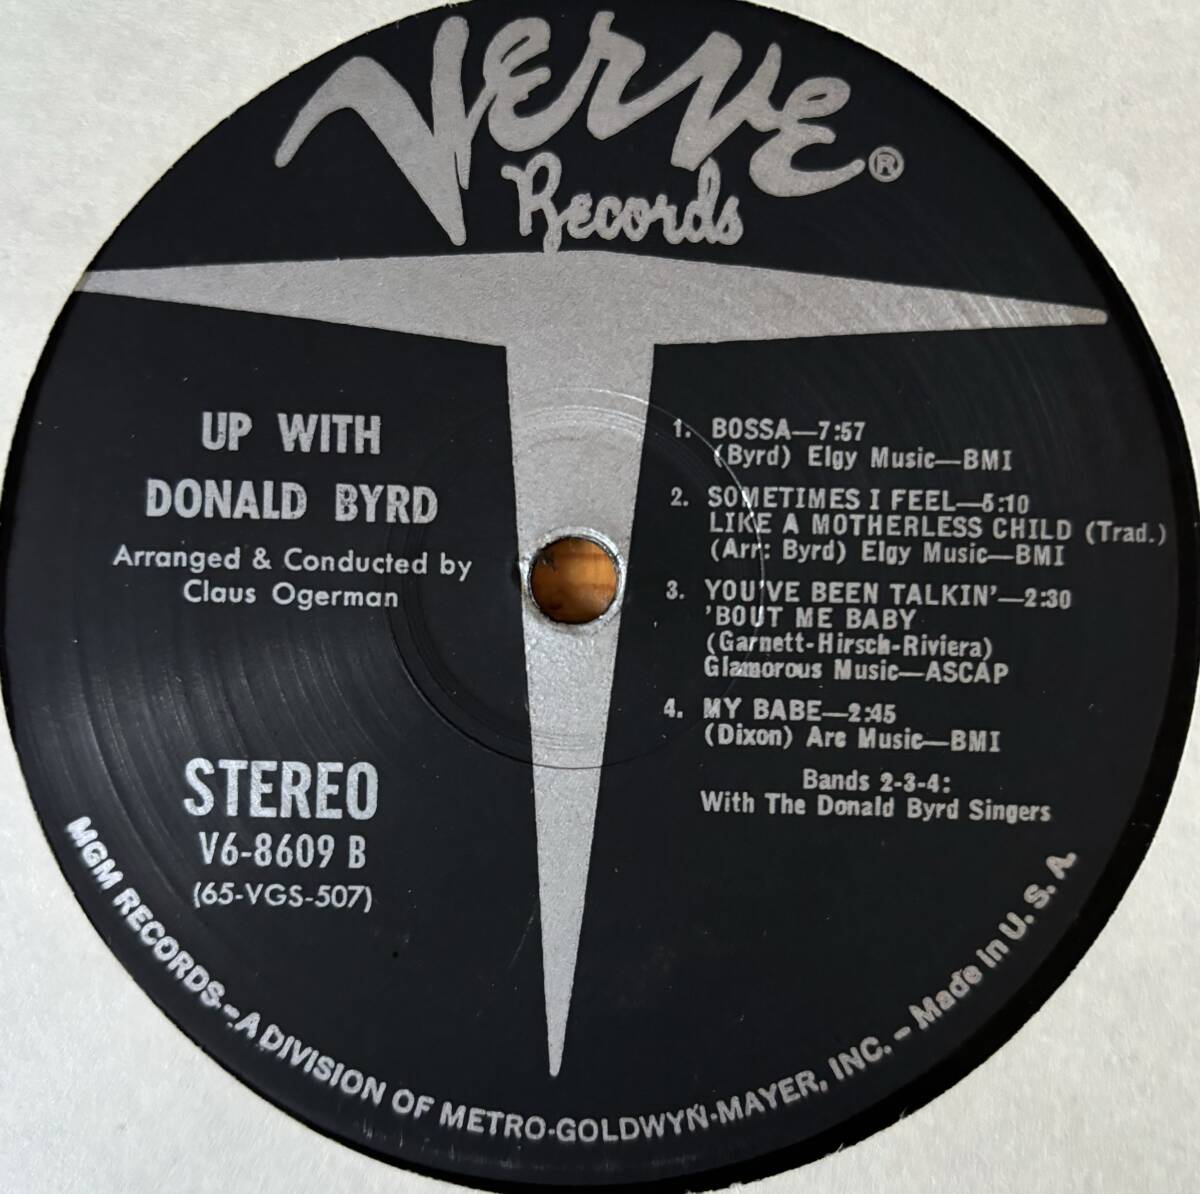 Verve®
Records
UP WITH
DONALD BYRD
Arranged & Conducted by
Claus Ogerman
STEREO
V6-8609 B
(65-VGS-507)
1. BOSSA—7:57
(Byrd) Elgy Music—BMI
2. SOMETIMES I FEEL—5:10
LIKE A MOTHERLESS CHILD (Trad.)
(Arr: Byrd) Elgy Music—BMI
3. YOU'VE BEEN TALKIN'—2:30
'BOUT ME BABY
(Garnett-Hirsch-Riviera)
Glamorous Music—ASCAP
4. MY BABE—2:45
(Dixon) Arc Music—BMI
Bands 2-3-4:
With The Donald Byrd Singers
MGM RECORDS—A DIVISION OF METRO-GOLDWYN-MAYER, INC. – Made in U. S. A.